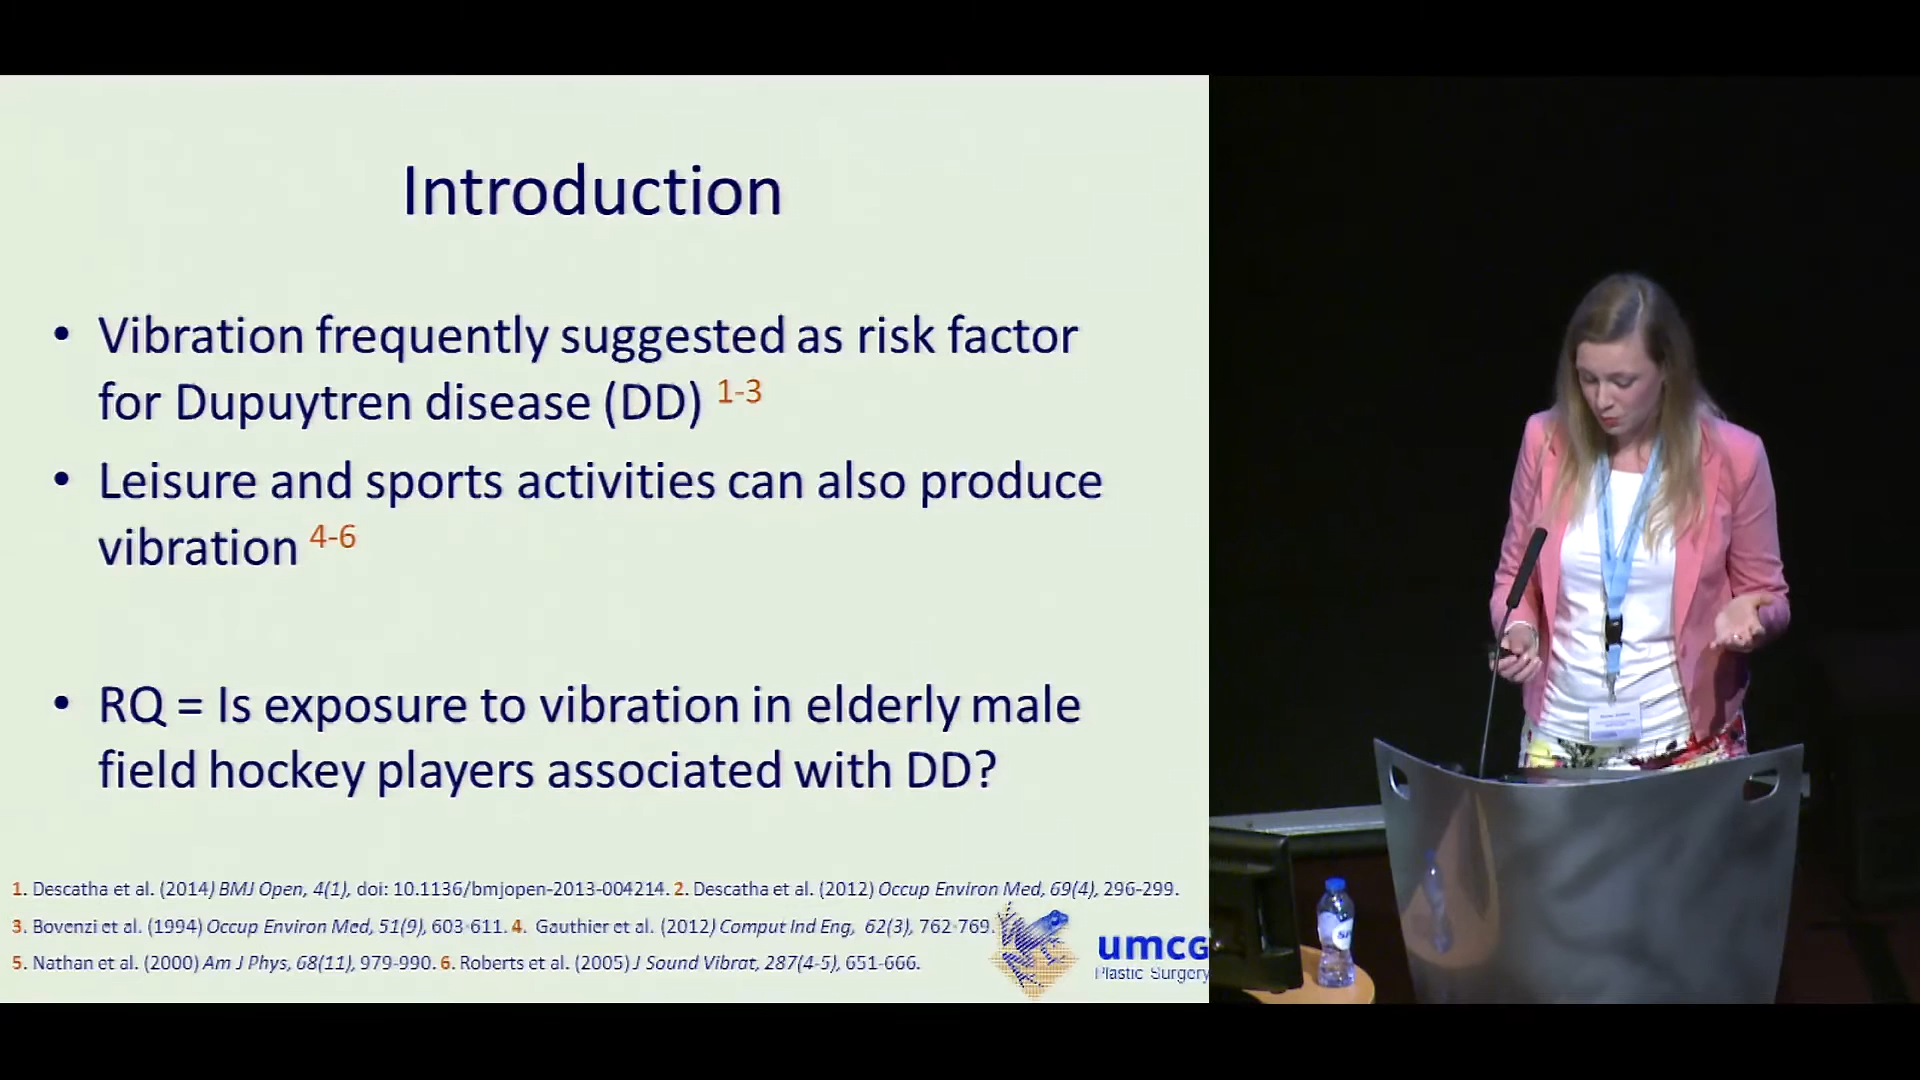 Introduction
• Vibration frequently suggested as risk factor
for Dupuytren disease (DD) 1-3
• Leisure and sports activities can also produce
vibration 4-6
• RQ = Is exposure to vibration in elderly male
field hockey players associated with DD?
1. Descatha et al. (2014) BMJ Open, 4(1), doi: 10.1136/bmjopen-2013-004214. 2. Descatha et al. (2012) Occup Environ Med, 69(4), 296-299.
3. Bovenzi et al. (1994) Occup Environ Med, 51(9), 603-611. 4. Gauthier et al. (2012) Comput Ind Eng, 62(3), 762-769.
5. Nathan et al. (2000) Am J Phys, 68(11), 979-990. 6. Roberts et al. (2005) J Sound Vibrat, 287(4-5), 651-666.
umcg
Plastic Surgery